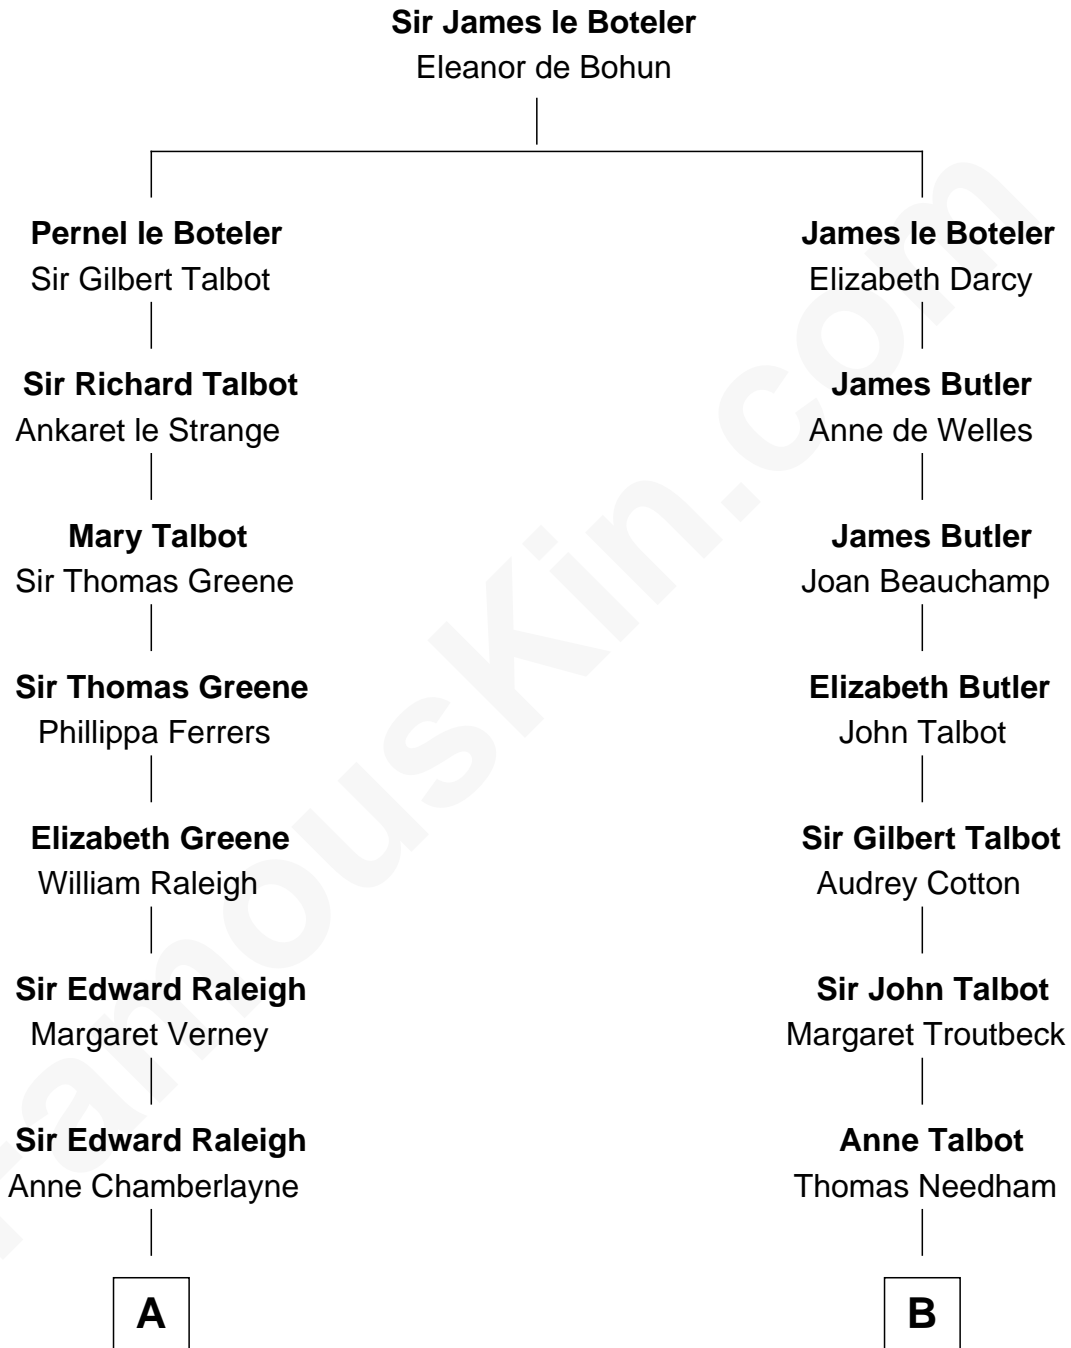 Sir James le Boteler
Eleanor de Bohun
Pernel le Boteler
Sir Gilbert Talbot
James le Boteler
Elizabeth Darcy
Sir Richard Talbot
Ankaret le Strange
James Butler
Anne de Welles
Mary Talbot
Sir Thomas Greene
James Butler
Joan Beauchamp
Sir Thomas Greene
Phillippa Ferrers
Elizabeth Butler
John Talbot
Elizabeth Greene
William Raleigh
Sir Gilbert Talbot
Audrey Cotton
Sir Edward Raleigh
Margaret Verney
Sir John Talbot
Margaret Troutbeck
Sir Edward Raleigh
Anne Chamberlayne
Anne Talbot
Thomas Needham
A
B
FamousKin.com